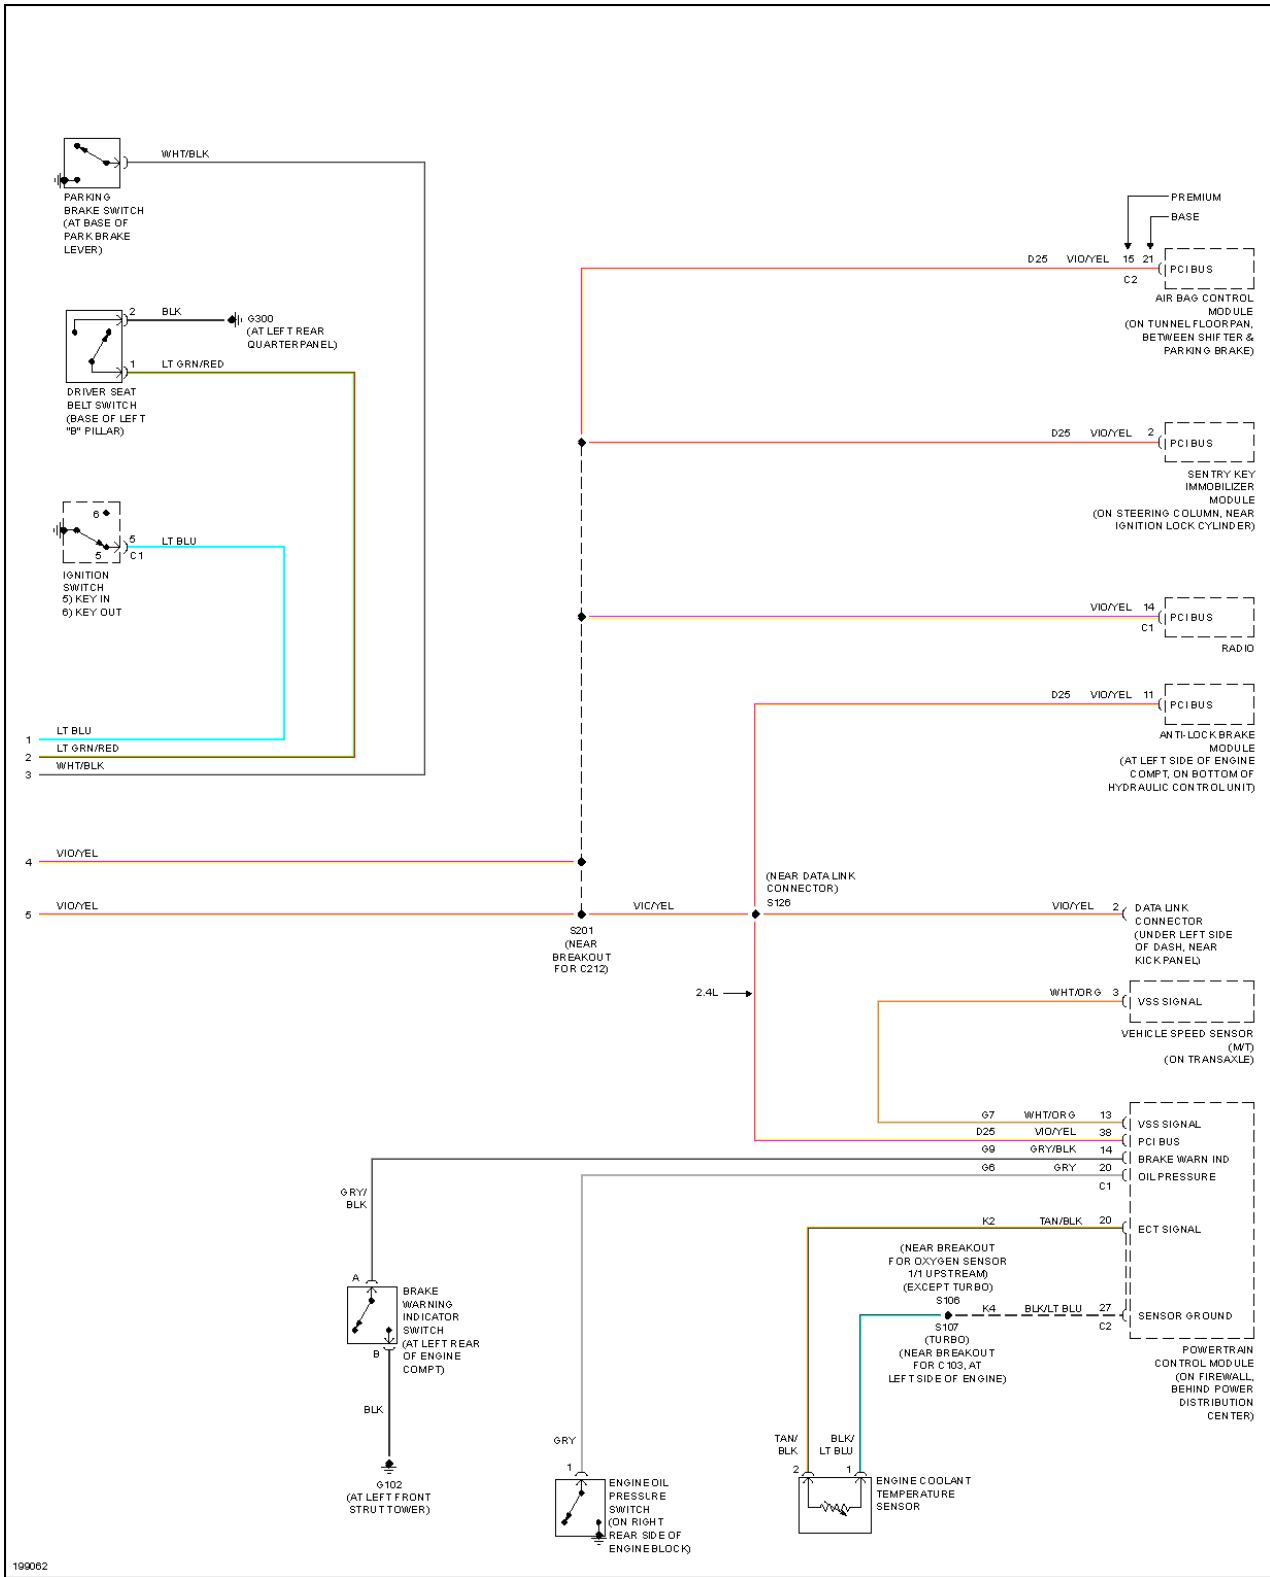 WHT/BLK
PARKING
BRAKE SWITCH
(AT BASE OF
PARK BRAKE
LEVER)
PREMIUM
BASE
D25 VIO/YEL 15 21
C2
PCI BUS
AIR BAG CONTROL
MODULE
(ON TUNNEL FLOORPAN,
BETWEEN SHIFTER &
PARKING BRAKE)
2 BLK
G300
(AT LEFT REAR
QUARTER PANEL)
1 LT GRN/RED
DRIVER SEAT
BELT SWITCH
(BASE OF LEFT
"B" PILLAR)
D25 VIO/YEL 2
PCI BUS
SENTRY KEY
IMMOBILIZER
MODULE
(ON STEERING COLUMN, NEAR
IGNITION LOCK CYLINDER)
6
5
5 LT BLU
C1
IGNITION
SWITCH
5) KEY IN
6) KEY OUT
VIO/YEL 14
C1
PCI BUS
RADIO
D25 VIO/YEL 11
PCI BUS
ANTI-LOCK BRAKE
MODULE
(AT LEFT SIDE OF ENGINE
COMPT, ON BOTTOM OF
HYDRAULIC CONTROL UNIT)
1 LT BLU
2 LT GRN/RED
3 WHT/BLK
4 VIO/YEL
5 VIO/YEL
S201
(NEAR
BREAKOUT
FOR C212)
VIC/YEL
(NEAR DATA LINK
CONNECTOR)
S126
VIO/YEL 2
DATA LINK
CONNECTOR
(UNDER LEFT SIDE
OF DASH, NEAR
KICK PANEL)
2.4L
WHT/ORG 3
VSS SIGNAL
VEHICLE SPEED SENSOR
(M/T)
(ON TRANSAXLE)
G7 WHT/ORG 13 VSS SIGNAL
D25 VIO/YEL 38 PCI BUS
G9 GRY/BLK 14 BRAKE WARN IND
G6 GRY 20 OIL PRESSURE
C1
K2 TAN/BLK 20 ECT SIGNAL
(NEAR BREAKOUT
FOR OXYGEN SENSOR
1/1 UPSTREAM)
(EXCEPT TURBO)
S106
K4 BLK/LT BLU 27 SENSOR GROUND
C2
S107
(TURBO)
(NEAR BREAKOUT
FOR C103, AT
LEFT SIDE OF ENGINE)
POWERTRAIN
CONTROL MODULE
(ON FIREWALL,
BEHIND POWER
DISTRIBUTION
CENTER)
GRY/
BLK
A
BRAKE
WARNING
INDICATOR
SWITCH
(AT LEFT REAR
OF ENGINE
COMPT)
B
BLK
G102
(AT LEFT FRONT
STRUT TOWER)
GRY
1
ENGINE OIL
PRESSURE
SWITCH
(ON RIGHT
REAR SIDE OF
ENGINE BLOCK)
TAN/
BLK
2
BLK/
LT BLU
1
ENGINE COOLANT
TEMPERATURE
SENSOR
199062